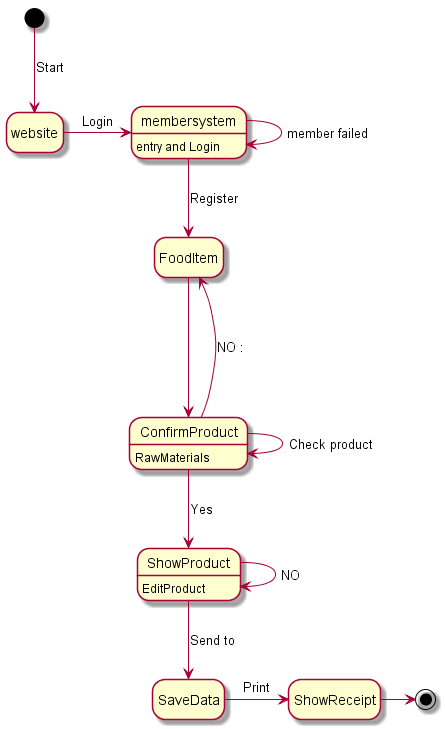 Start
website
Login
membersystem
entry and Login
member failed
Register
FoodItem
NO :
ConfirmProduct
RawMaterials
Check product
Yes
ShowProduct
EditProduct
NO
Send to
SaveData
Print
ShowReceipt